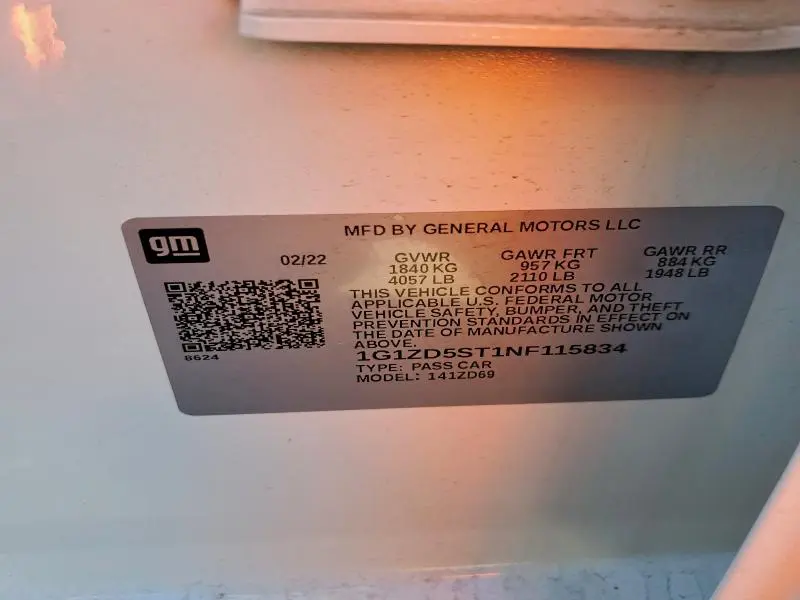 MFD BY GENERAL MOTORS LLC
gm
02/22
GVWR
1840 KG
4057 LB
GAWR FRT
957 KG
2110 LB
GAWR RR
884 KG
1948 LB
THIS VEHICLE CONFORMS TO ALL
APPLICABLE U.S. FEDERAL MOTOR
VEHICLE SAFETY, BUMPER, AND THEFT
PREVENTION STANDARDS IN EFFECT ON
THE DATE OF MANUFACTURE SHOWN
ABOVE.
8624
1G1ZD5ST1NF115834
TYPE: PASS CAR
MODEL: 141ZD69